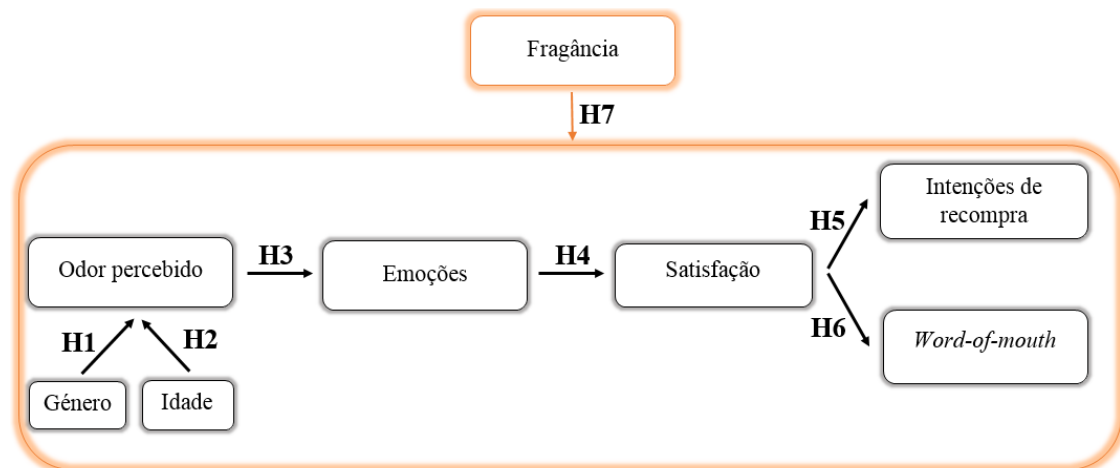 Fragância
H7
Intenções de
recompra
H5
Odor percebido
H3
Emoções
H4
Satisfação
H6
Word-of-mouth
H1
H2
Género
Idade